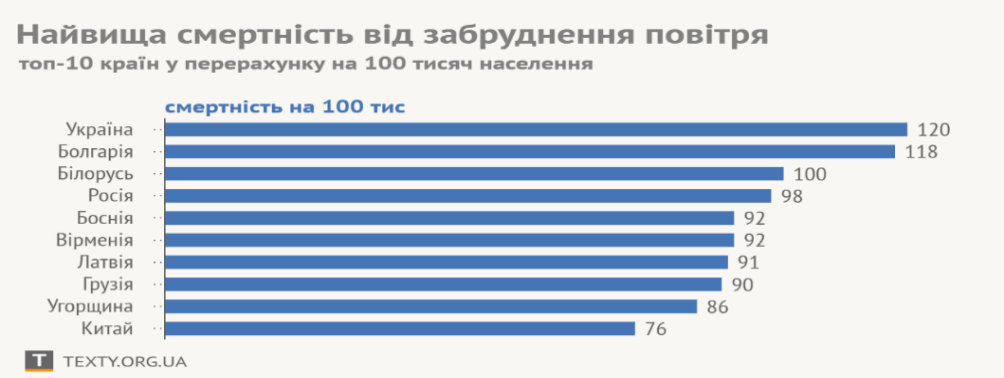 Найвища смертність від забруднення повітря
топ-10 країн у перерахунку на 100 тисяч населення
смертність на 100 тис
Україна 120
Болгарія 118
Білорусь 100
Росія 98
Боснія 92
Вірменія 92
Латвія 91
Грузія 90
Угорщина 86
Китай 76
T TEXTY.ORG.UA